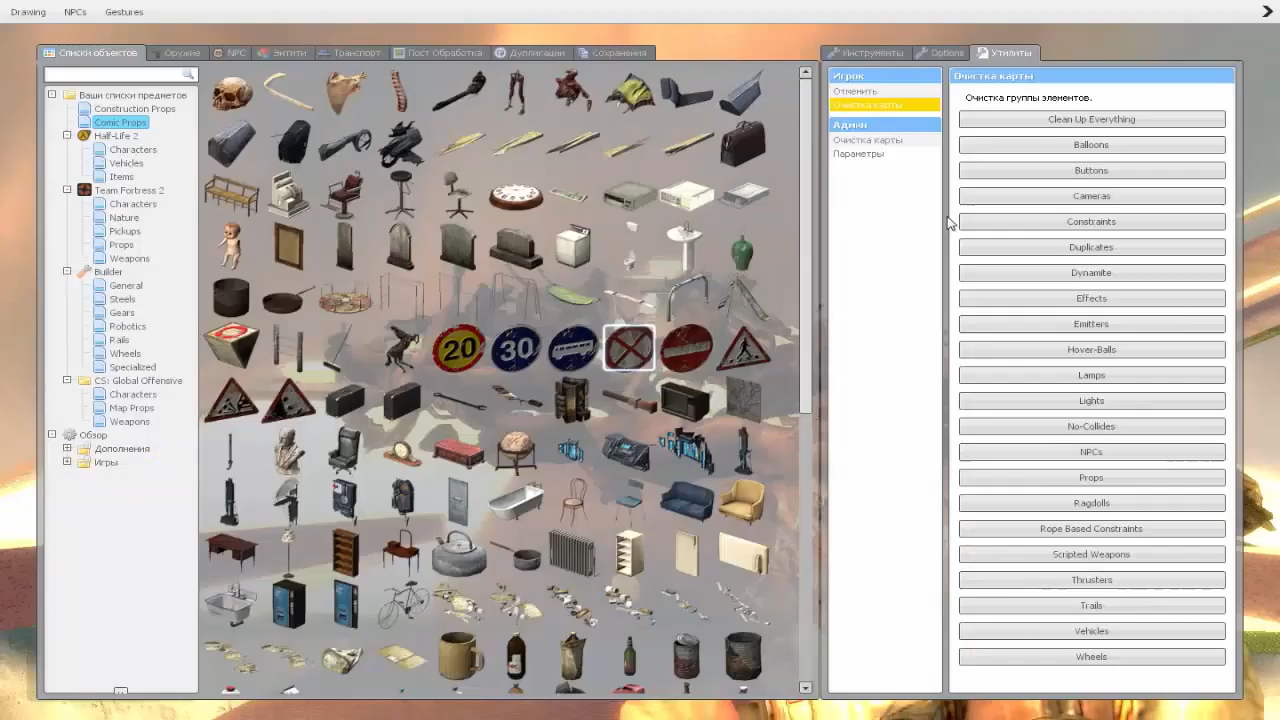 Drawing NPCs Gestures
Списки объектов Оружие NPC Энтити Транспорт Пост Обработка Дупликации Сохранения
Ваши списки предметов
Construction Props
Comic Props
Half-Life 2
Characters
Vehicles
Items
Team Fortress 2
Characters
Nature
Pickups
Props
Weapons
Builder
General
Steels
Gears
Robotics
Rails
Wheels
Specialized
CS: Global Offensive
Characters
Map Props
Weapons
Обзор
Дополнения
Игры
20 30
Инструменты Options Утилиты
Игрок
Отменить
Очистка карты
Админ
Очистка карты
Параметры
Очистка карты
Очистка группы элементов.
Clean Up Everything
Balloons
Buttons
Cameras
Constraints
Duplicates
Dynamite
Effects
Emitters
Hover-Balls
Lamps
Lights
No-Collides
NPCs
Props
Ragdolls
Rope Based Constraints
Scripted Weapons
Thrusters
Trails
Vehicles
Wheels